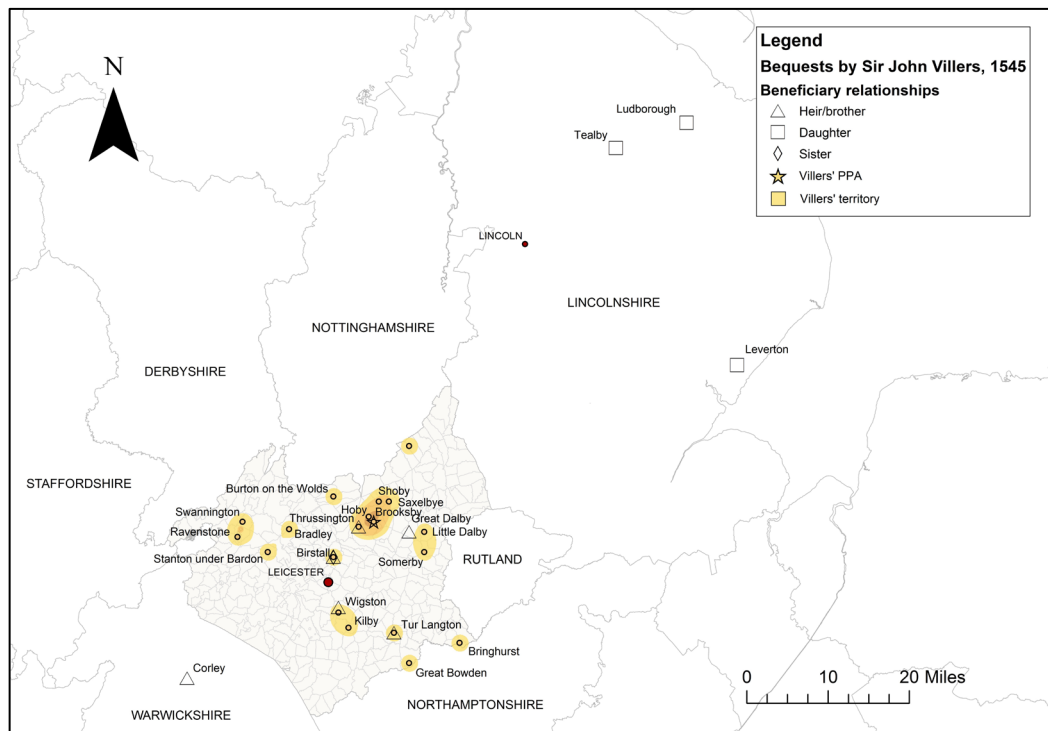 Legend
Bequests by Sir John Villers, 1545
Beneficiary relationships
Heir/brother
Daughter
Sister
Villers' PPA
Villers' territory
N
Ludborough
Tealby
LINCOLN
LINCOLNSHIRE
NOTTINGHAMSHIRE
Leverton
DERBYSHIRE
STAFFORDSHIRE
Burton on the Wolds
Shoby
Saxelbye
Swannington
Hoby
Brooksby
Thrussington
Great Dalby
Ravenstone
Bradley
Little Dalby
Stanton under Bardon
Birstall
Somerby
RUTLAND
LEICESTER
Wigston
Kilby
Tur Langton
Bringhurst
Corley
Great Bowden
WARWICKSHIRE
NORTHAMPTONSHIRE
0 10 20 Miles